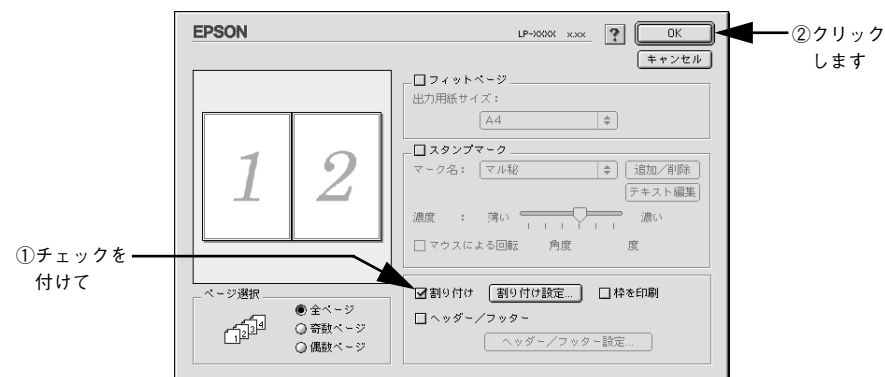 EPSON
LP-XXXX x.xx
?
OK
キャンセル
②クリック
します
1 2
□フィットページ
出力用紙サイズ：
A4
□スタンプマーク
マーク名： マル秘
追加／削除
テキスト編集
濃度 ： 薄い 濃い
□マウスによる回転 角度 度
①チェックを
付けて
☑割り付け 割り付け設定... □枠を印刷
□ヘッダー／フッター
ヘッダー／フッター設定...
ページ選択
1 2 3 4
◉全ページ
○奇数ページ
○偶数ページ